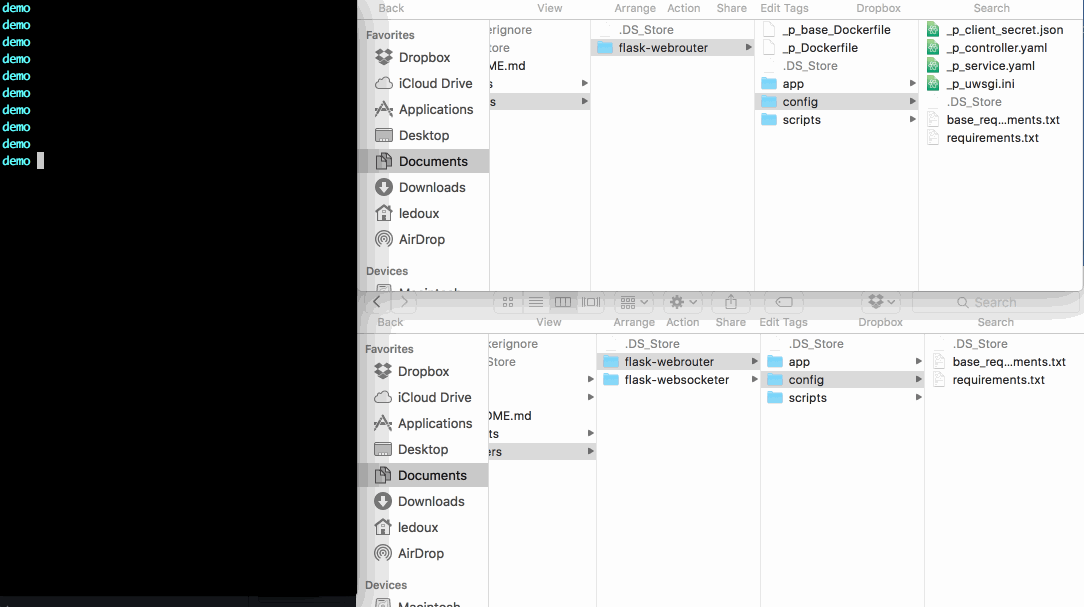 demo
demo
demo
demo
demo
demo
demo
demo
demo
demo
Back View Arrange Action Share Edit Tags Dropbox Search
Favorites
Dropbox
iCloud Drive
Applications
Desktop
Documents
Downloads
ledoux
AirDrop
Devices
erignore
ore
ME.md
s
s
.DS_Store
flask-webrouter
_p_base_Dockerfile
_p_Dockerfile
.DS_Store
app
config
scripts
_p_client_secret.json
_p_controller.yaml
_p_service.yaml
_p_uwsgi.ini
.DS_Store
base_req...ments.txt
requirements.txt
Search
Back View Arrange Action Share Edit Tags Dropbox Search
Favorites
Dropbox
iCloud Drive
Applications
Desktop
Documents
Downloads
ledoux
AirDrop
Devices
Macintosh
kerignore
Store
OME.md
ts
ers
.DS_Store
flask-webrouter
flask-websocketer
.DS_Store
app
config
scripts
.DS_Store
base_req...ments.txt
requirements.txt